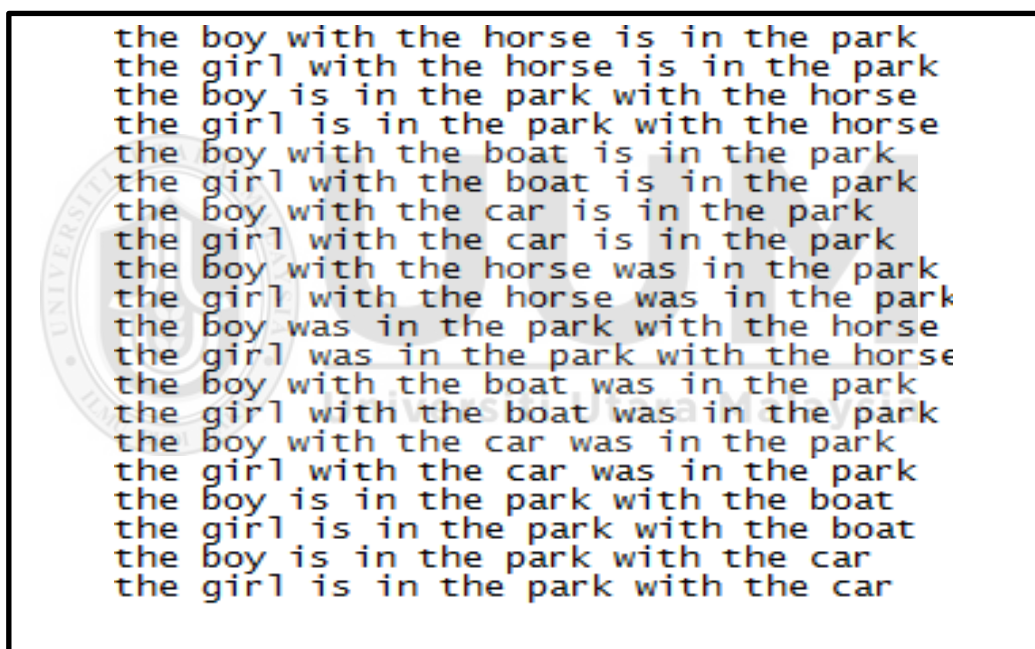 the boy with the horse is in the park
the girl with the horse is in the park
the boy is in the park with the horse
the girl is in the park with the horse
the boy with the boat is in the park
the girl with the boat is in the park
the boy with the car is in the park
the girl with the car is in the park
the boy with the horse was in the park
the girl with the horse was in the park
the boy was in the park with the horse
the girl was in the park with the horse
the boy with the boat was in the park
the girl with the boat was in the park
the boy with the car was in the park
the girl with the car was in the park
the boy is in the park with the boat
the girl is in the park with the boat
the boy is in the park with the car
the girl is in the park with the car
UUM
Universiti Utara Malaysia